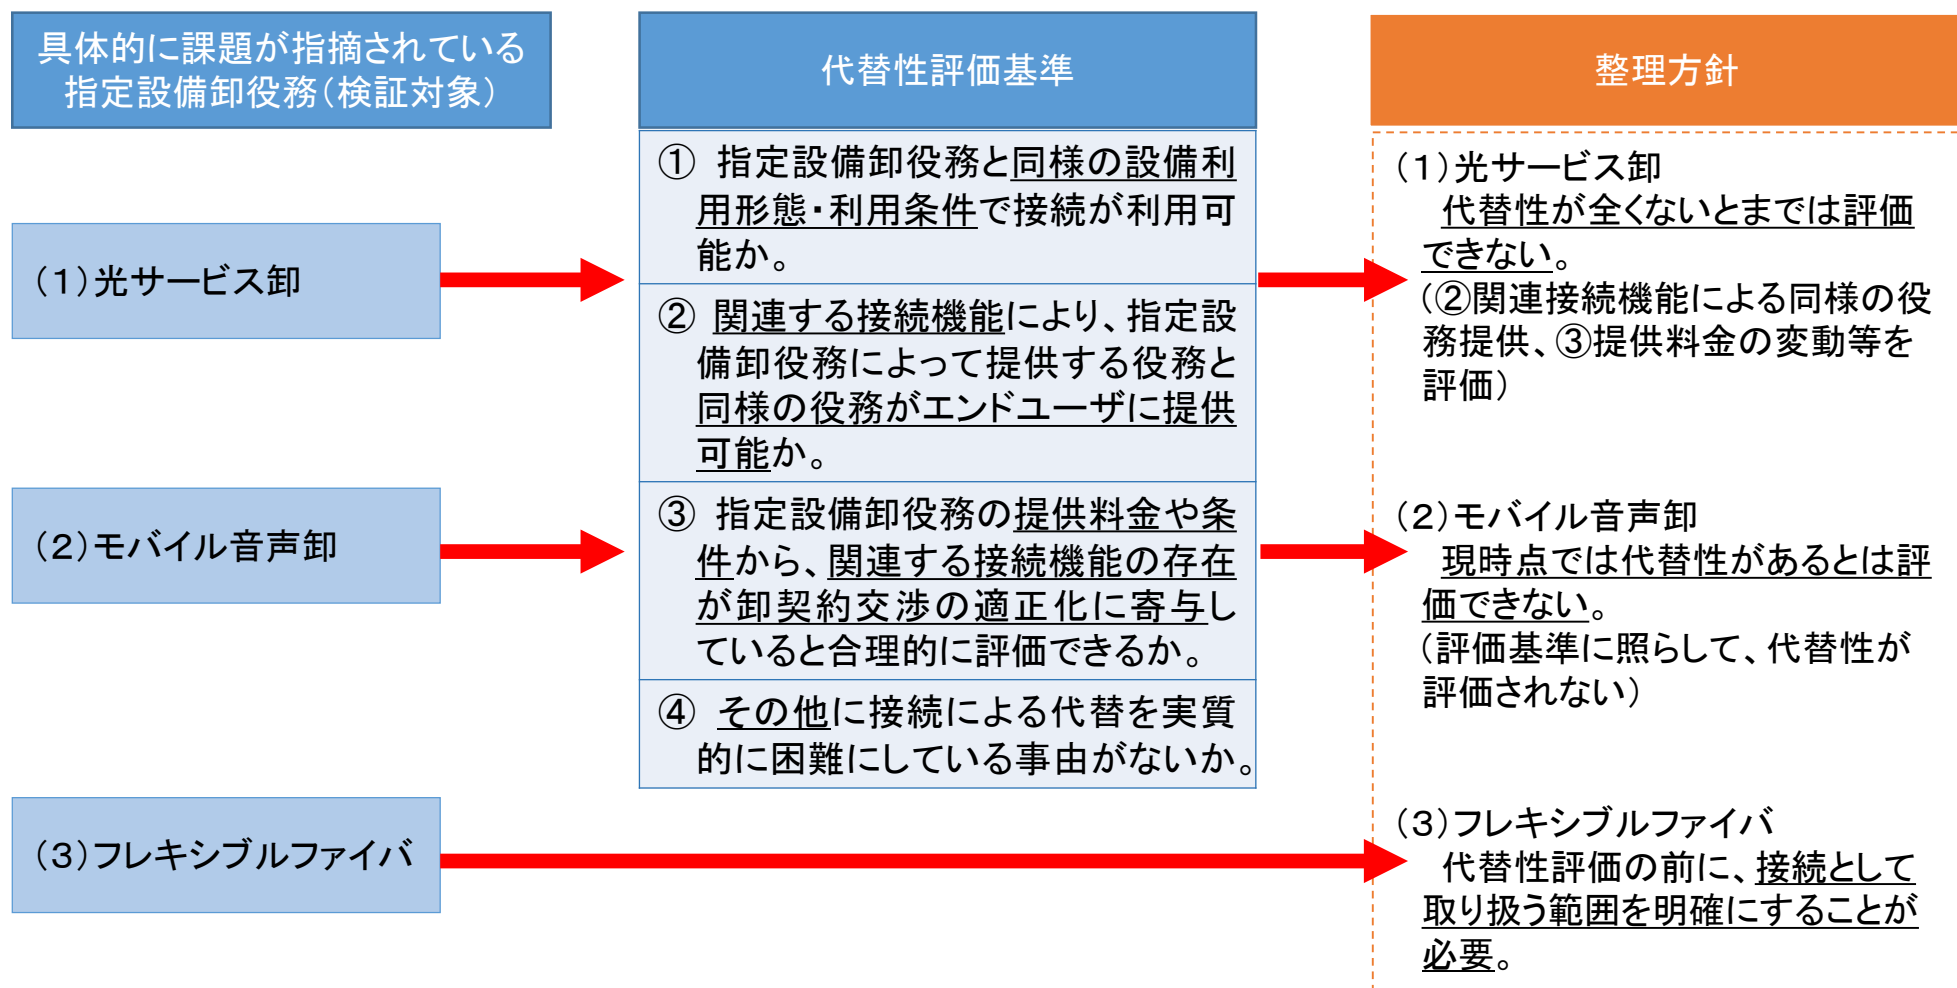 具体的に課題が指摘されている
指定設備卸役務(検証対象)
代替性評価基準
整理方針
(1)光サービス卸
(2)モバイル音声卸
(3)フレキシブルファイバ
① 指定設備卸役務と同様の設備利
用形態・利用条件で接続が利用可
能か。
② 関連する接続機能により、指定設
備卸役務によって提供する役務と
同様の役務がエンドユーザに提供
可能か。
③ 指定設備卸役務の提供料金や条
件から、関連する接続機能の存在
が卸契約交渉の適正化に寄与し
ていると合理的に評価できるか。
④ その他に接続による代替を実質
的に困難にしている事由がないか。
(1)光サービス卸
代替性が全くないとまでは評価
できない。
(②関連接続機能による同様の役
務提供、③提供料金の変動等を
評価)
(2)モバイル音声卸
現時点では代替性があるとは評
価できない。
(評価基準に照らして、代替性が
評価されない)
(3)フレキシブルファイバ
代替性評価の前に、接続として
取り扱う範囲を明確にすることが
必要。